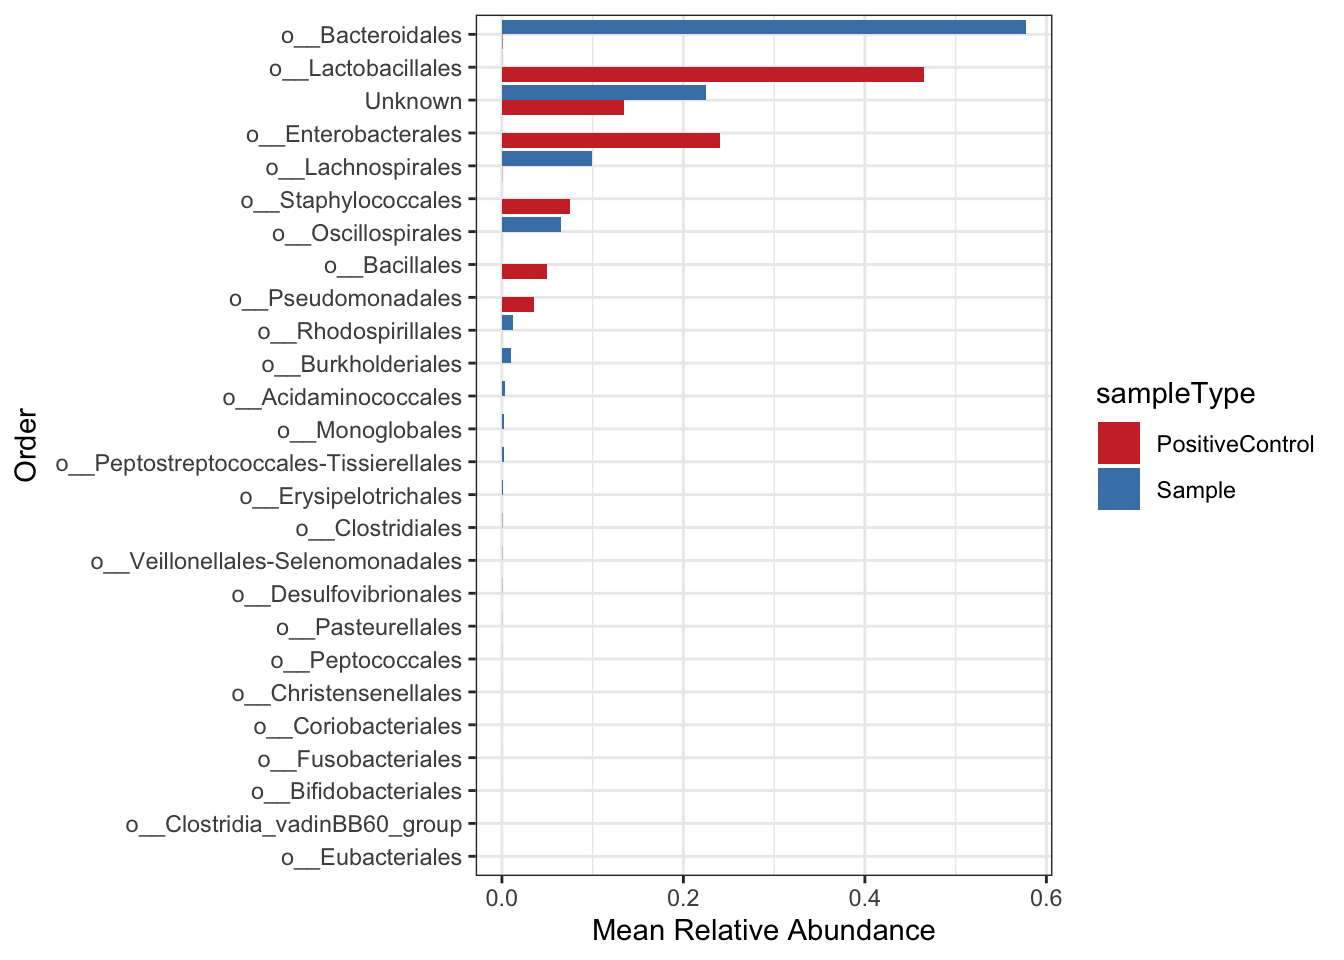 o__Bacteroidales
o__Lactobacillales
Unknown
o__Enterobacterales
o__Lachnospirales
o__Staphylococcales
o__Oscillospirales
o__Bacillales
o__Pseudomonadales
o__Rhodospirillales
o__Burkholderiales
o__Acidaminococcales
o__Monoglobales
o__Peptostreptococcales-Tissierellales
o__Erysipelotrichales
o__Clostridiales
o__Veillonellales-Selenomonadales
o__Desulfovibrionales
o__Pasteurellales
o__Peptococcales
o__Christensenellales
o__Coriobacteriales
o__Fusobacteriales
o__Bifidobacteriales
o__Clostridia_vadinBB60_group
o__Eubacteriales
Order
0.0 0.2 0.4 0.6
Mean Relative Abundance
sampleType
PositiveControl
Sample